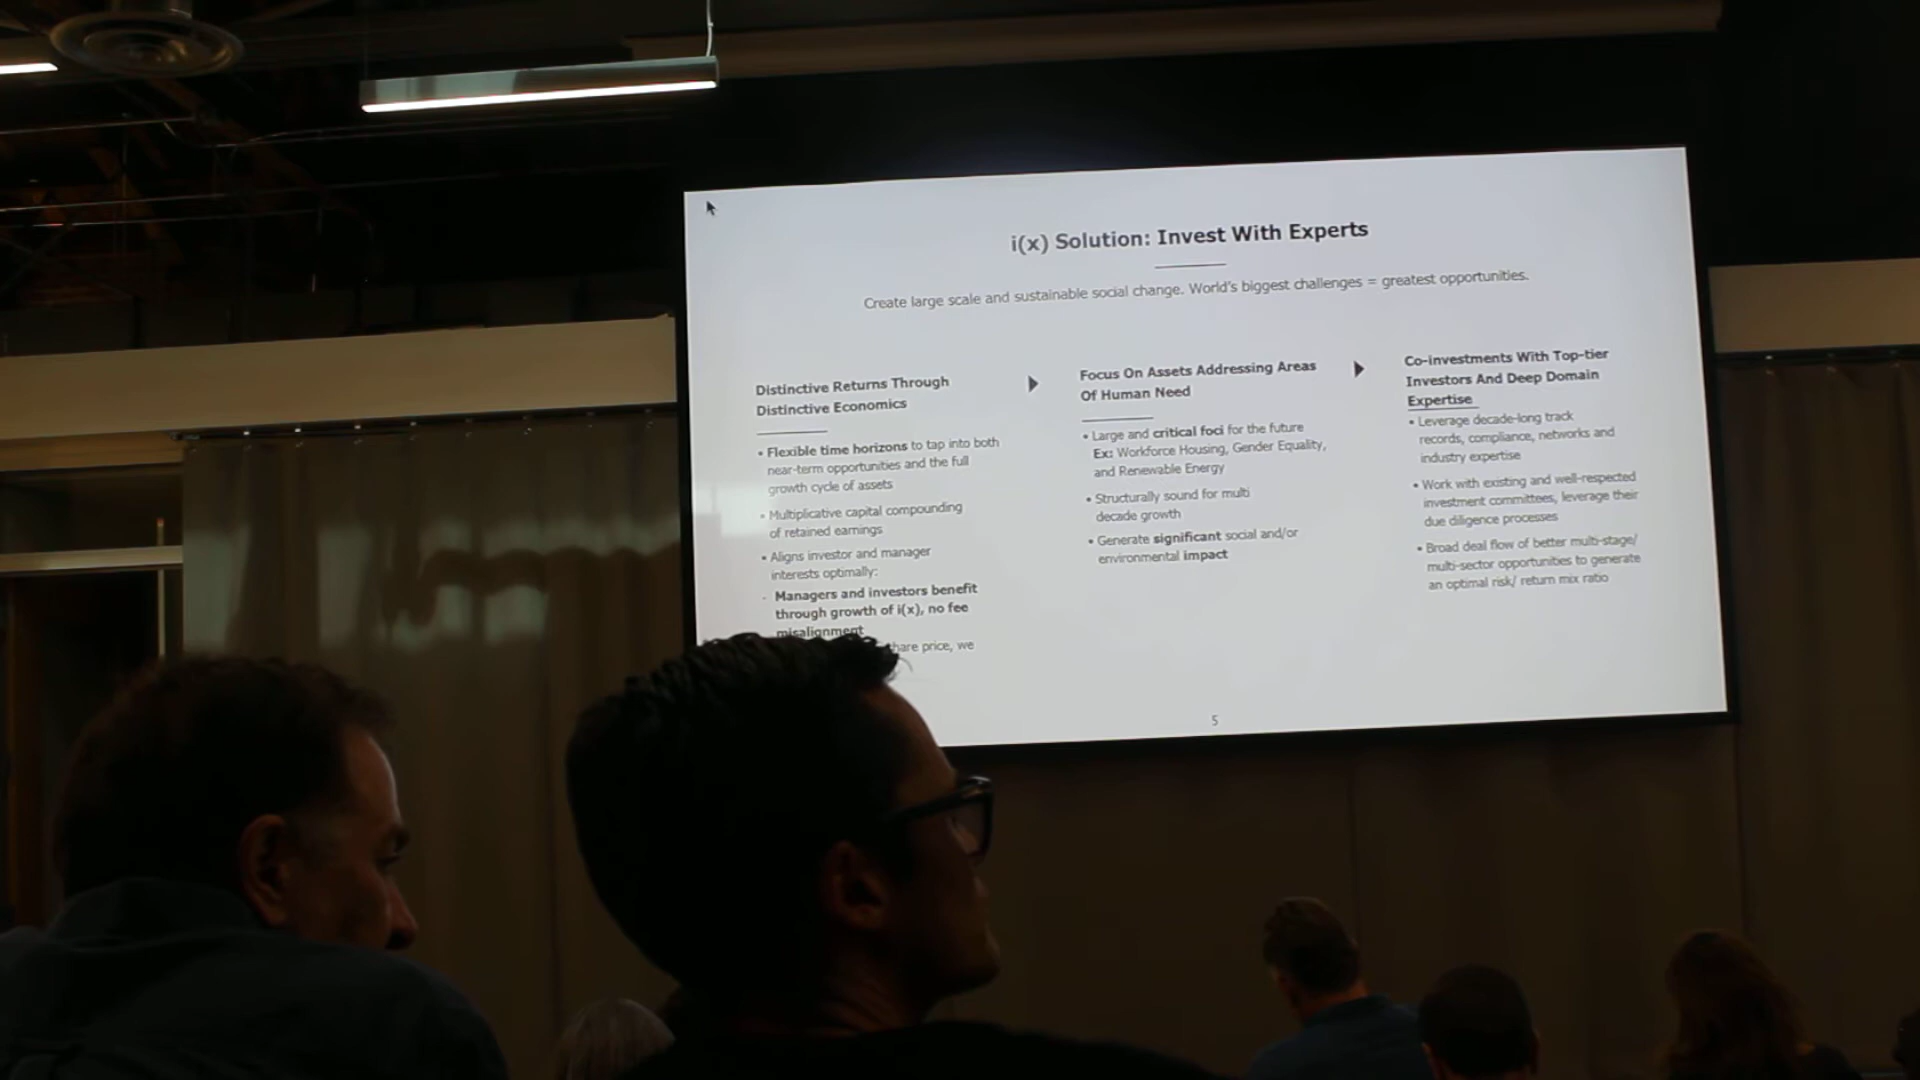 i(x) Solution: Invest With Experts
Create large scale and sustainable social change. World's biggest challenges = greatest opportunities.
Distinctive Returns Through
Distinctive Economics
• Flexible time horizons to tap into both
near-term opportunities and the full
growth cycle of assets
• Multiplicative capital compounding
of retained earnings
• Aligns investor and manager
interests optimally:
- Managers and investors benefit
through growth of i(x), no fee
misalignment
hare price, we
Focus On Assets Addressing Areas
Of Human Need
• Large and critical foci for the future
Ex: Workforce Housing, Gender Equality,
and Renewable Energy
• Structurally sound for multi
decade growth
• Generate significant social and/or
environmental impact
Co-investments With Top-tier
Investors And Deep Domain
Expertise
• Leverage decade-long track
records, compliance, networks and
industry expertise
• Work with existing and well-respected
investment committees, leverage their
due diligence processes
• Broad deal flow of better multi-stage/
multi-sector opportunities to generate
an optimal risk/ return mix ratio
5